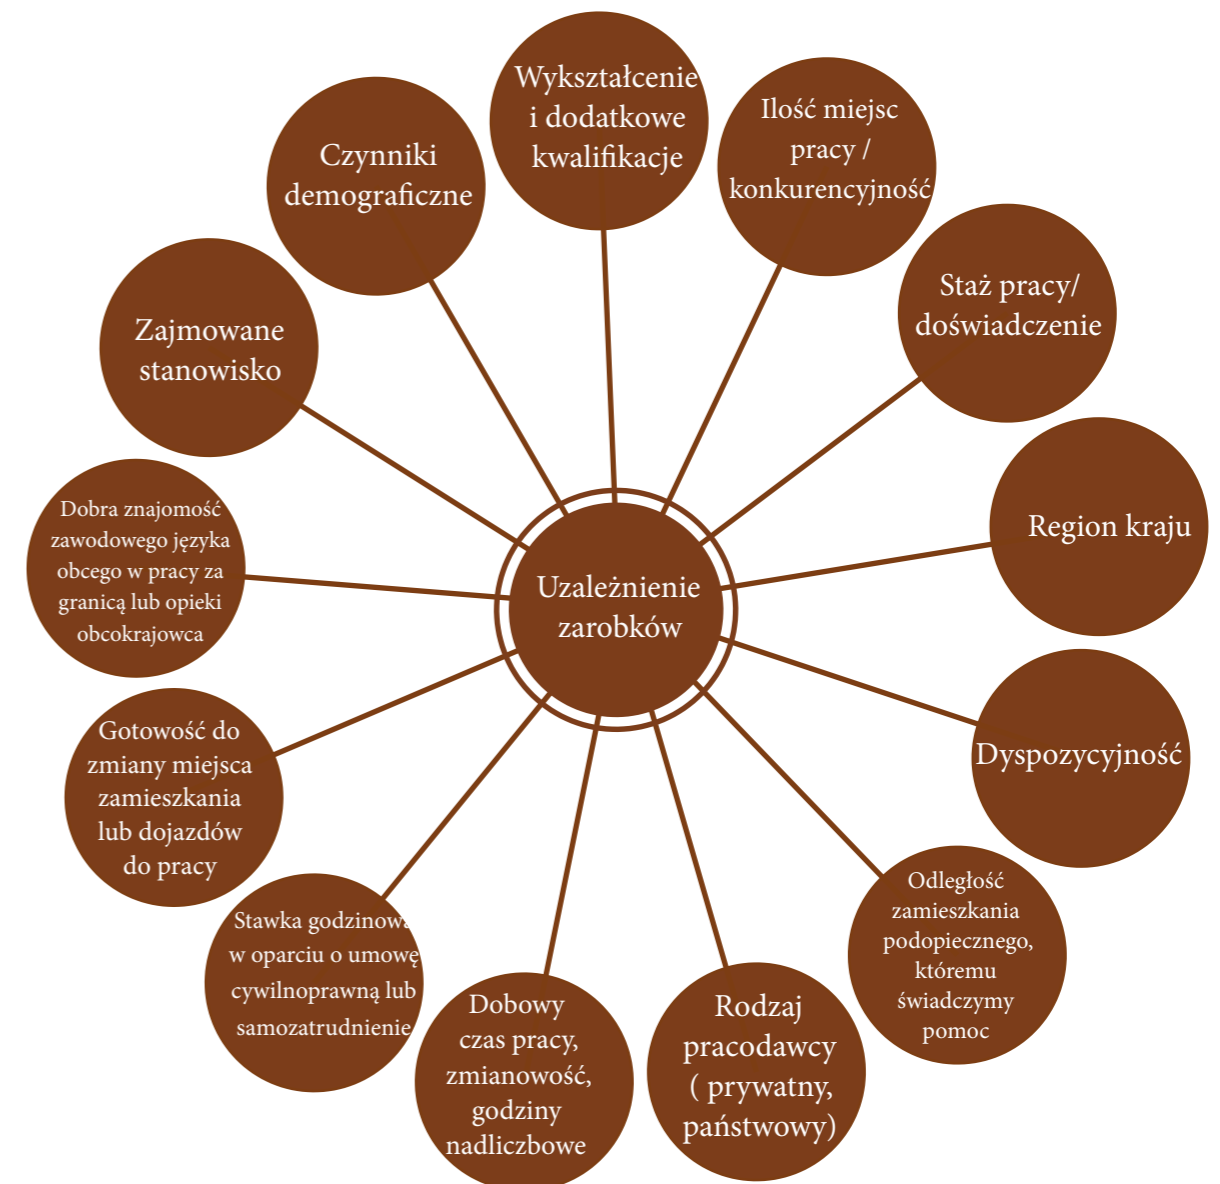 Wykształcenie
i dodatkowe
kwalifikacje
Ilość miejsc
pracy /
konkurencyjność
Staż pracy/
doświadczenie
Region kraju
Dyspozycyjność
Odległość
zamieszkania
podopiecznego,
któremu
świadczymy
pomoc
Rodzaj
pracodawcy
( prywatny,
państwowy)
Dobowy
czas pracy,
zmianowość,
godziny
nadliczbowe
Stawka godzinowa
w oparciu o umowę
cywilnoprawną lub
samozatrudnienie
Gotowość do
zmiany miejsca
zamieszkania
lub dojazdów
do pracy
Dobra znajomość
zawodowego języka
obcego w pracy za
granicą lub opieki
obcokrajowca
Zajmowane
stanowisko
Czynniki
demograficzne
Uzależnienie
zarobków